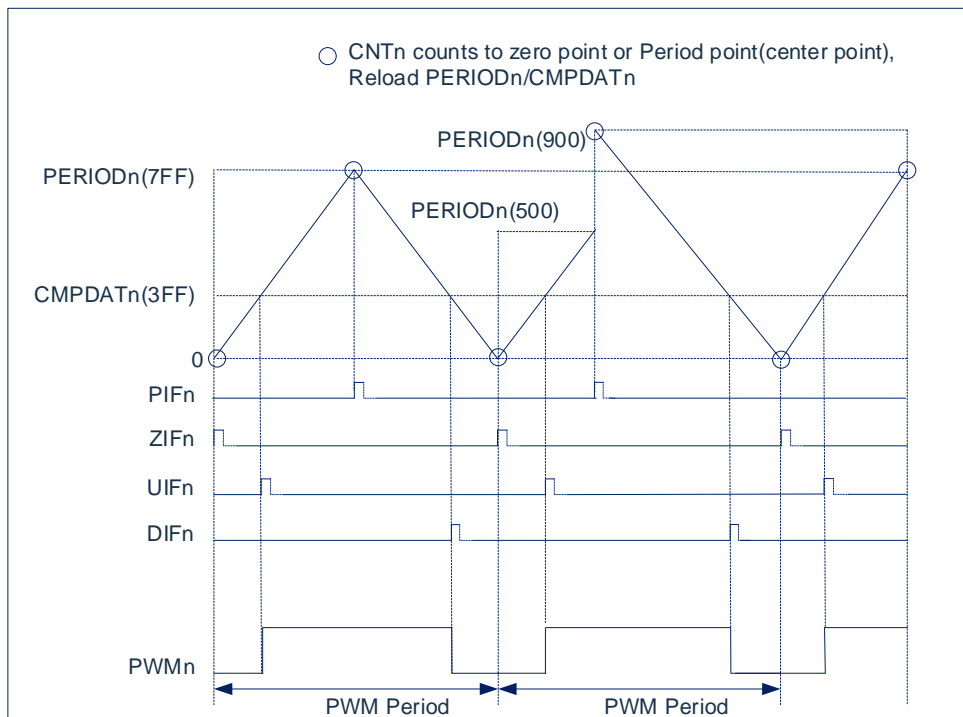 CNTn counts to zero point or Period point(center point),
Reload PERIODn/CMPDATn
PERIODn(900)
PERIODn(7FF)
PERIODn(500)
CMPDATn(3FF)
0
PIFn
ZIFn
UIFn
DIFn
PWMn
PWM Period
PWM Period